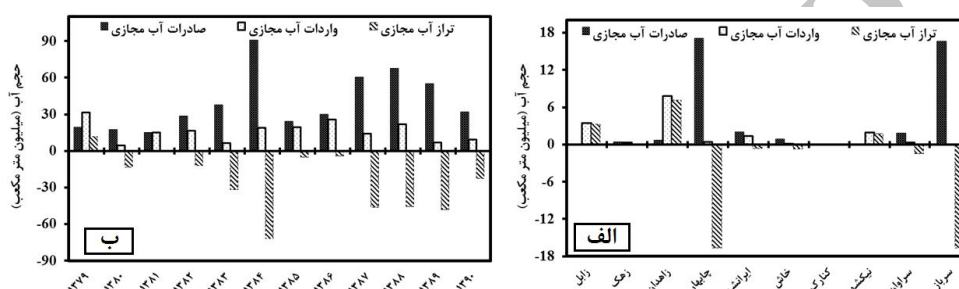 صادرات آب مجازی واردات آب مجازی تراز آب مجازی
حجم آب (میلیون متر مکعب)
18
12
6
0
-6
-12
-18
الف
زابل زهک زاهدان چابهار ایرانشهر خاش کنارک نیکشهر سراوان سرباز
صادرات آب مجازی واردات آب مجازی تراز آب مجازی
حجم آب (میلیون متر مکعب)
90
60
30
0
-30
-60
-90
ب
۱۳۷۹ ۱۳۸۰ ۱۳۸۱ ۱۳۸۲ ۱۳۸۳ ۱۳۸۴ ۱۳۸۵ ۱۳۸۶ ۱۳۸۷ ۱۳۸۸ ۱۳۸۹ ۱۳۹۰